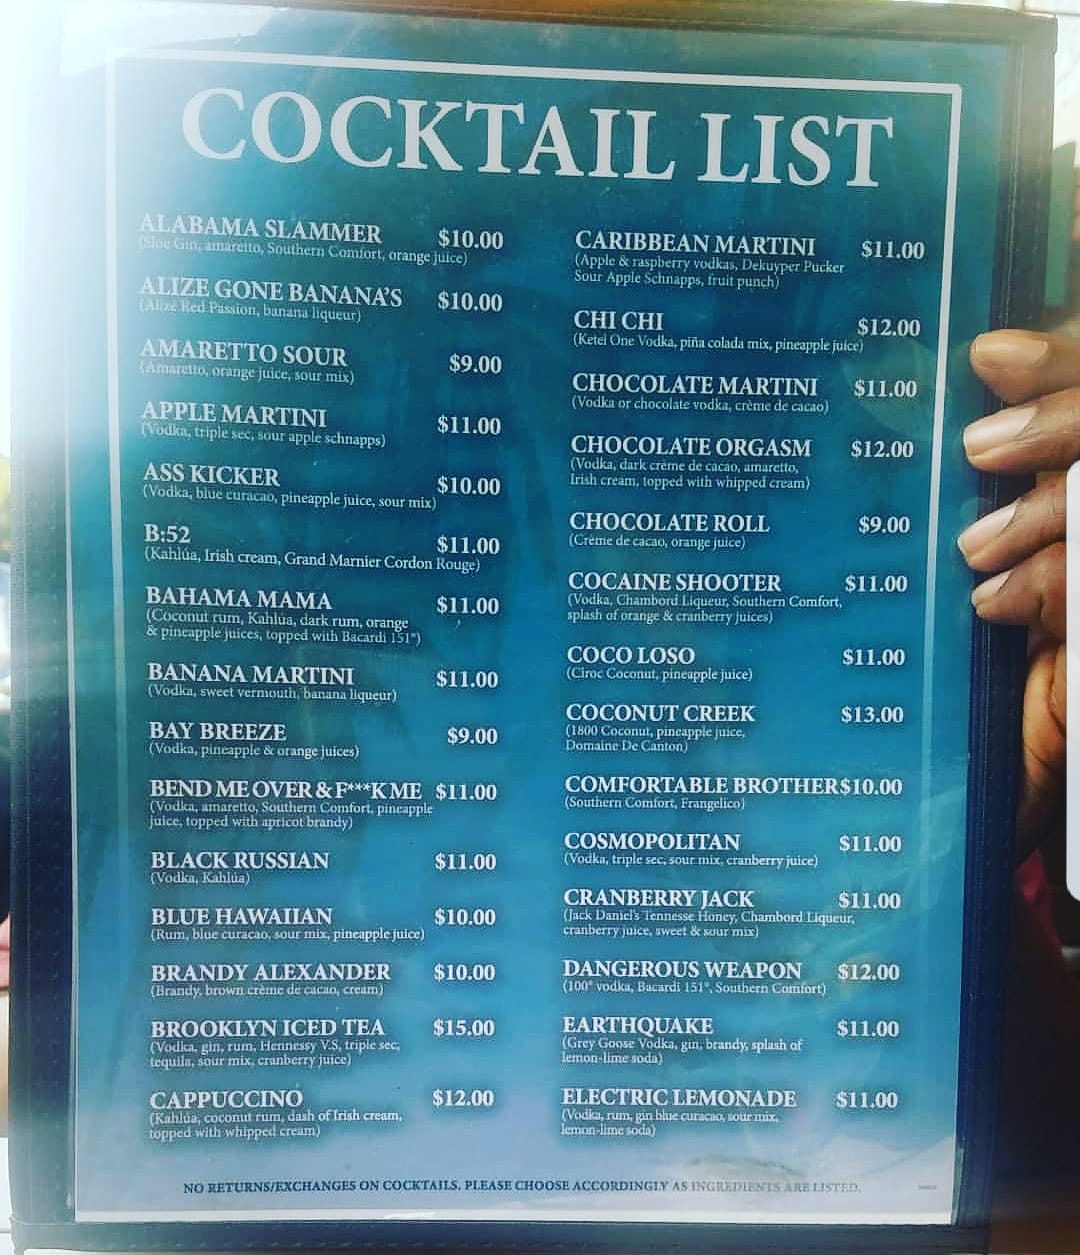 COCKTAIL LIST
ALABAMA SLAMMER $10.00
(Sloe Gin, amaretto, Southern Comfort, orange juice)
ALIZE GONE BANANA'S $10.00
(Alize Red Passion, banana liqueur)
AMARETTO SOUR $9.00
(Amaretto, orange juice, sour mix)
APPLE MARTINI $11.00
(Vodka, triple sec, sour apple schnapps)
ASS KICKER $10.00
(Vodka, blue curacao, pineapple juice, sour mix)
B:52 $11.00
(Kahlúa, Irish cream, Grand Marnier Cordon Rouge)
BAHAMA MAMA $11.00
(Coconut rum, Kahlua, dark rum, orange
& pineapple juices, topped with Bacardi 151°)
BANANA MARTINI $11.00
(Vodka, sweet vermouth, banana liqueur)
BAY BREEZE $9.00
(Vodka, pineapple & orange juices)
BEND ME OVER & F***K ME $11.00
(Vodka, amaretto, Southern Comfort, pineapple
juice, topped with apricot brandy)
BLACK RUSSIAN $11.00
(Vodka, Kahlúa)
BLUE HAWAIIAN $10.00
(Rum, blue curacao, sour mix, pineapple juice)
BRANDY ALEXANDER $10.00
(Brandy, brown crème de cacao, cream)
BROOKLYN ICED TEA $15.00
(Vodka, gin, rum, Hennessy V.S, triple sec,
tequila, sour mix, cranberry juice)
CAPPUCCINO $12.00
(Kahlúa, coconut rum, dash of Irish cream,
topped with whipped cream)
CARIBBEAN MARTINI $11.00
(Apple & raspberry vodkas, Dekuyper Pucker
Sour Apple Schnapps, fruit punch)
CHI CHI $12.00
(Ketel One Vodka, piña colada mix, pineapple juice)
CHOCOLATE MARTINI $11.00
(Vodka or chocolate vodka, crème de cacao)
CHOCOLATE ORGASM $12.00
(Vodka, dark crème de cacao, amaretto,
Irish cream, topped with whipped cream)
CHOCOLATE ROLL $9.00
(Crème de cacao, orange juice)
COCAINE SHOOTER $11.00
(Vodka, Chambord Liqueur, Southern Comfort,
splash of orange & cranberry juices)
COCO LOSO $11.00
(Ciroc Coconut, pineapple juice)
COCONUT CREEK $13.00
(1800 Coconut, pineapple juice,
Domaine De Canton)
COMFORTABLE BROTHER $10.00
(Southern Comfort, Frangelico)
COSMOPOLITAN $11.00
(Vodka, triple sec, sour mix, cranberry juice)
CRANBERRY JACK $11.00
(Jack Daniel's Tennesse Honey, Chambord Liqueur,
cranberry juice, sweet & sour mix)
DANGEROUS WEAPON $12.00
(100° vodka, Bacardi 151°, Southern Comfort)
EARTHQUAKE $11.00
(Grey Goose Vodka, gin, brandy, splash of
lemon-lime soda)
ELECTRIC LEMONADE $11.00
(Vodka, rum, gin blue curacao, sour mix,
lemon-lime soda)
NO RETURNS/EXCHANGES ON COCKTAILS. PLEASE CHOOSE ACCORDINGLY AS INGREDIENTS ARE LISTED.